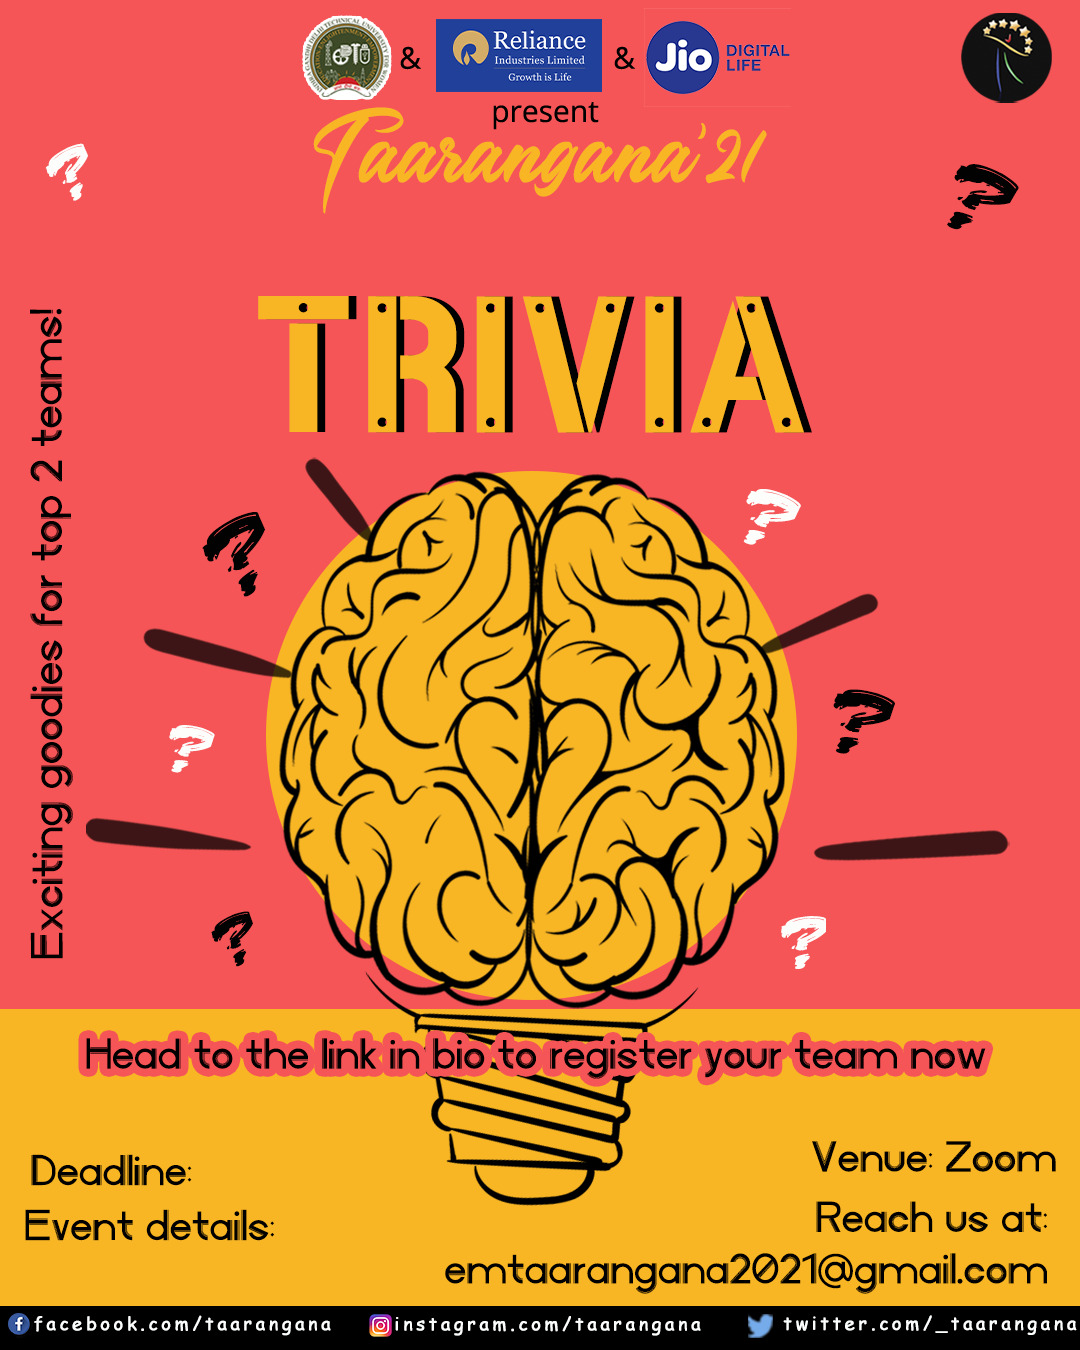 &
Reliance
Industries Limited
Growth is Life
&
Jio
DIGITAL
LIFE
present
Taarangana'21
TRIVIA
Exciting goodies for top 2 teams!
Head to the link in bio to register your team now
Deadline:
Event details:
Venue: Zoom
Reach us at:
emtaarangana2021@gmail.com
facebook.com/taarangana
instagram.com/taarangana
twitter.com/_taarangana